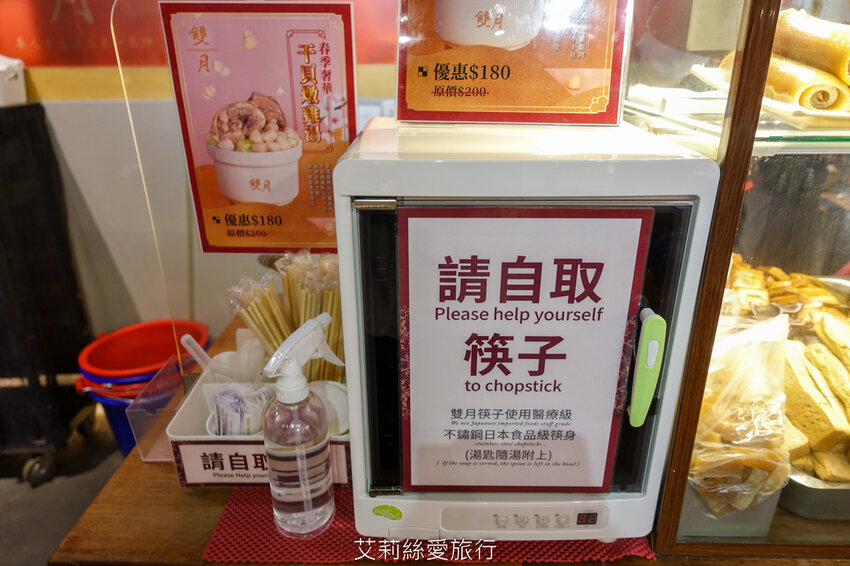 雙月
春季奢華
干貝燉雞湯
雙月
優惠$180
原價$200
雙月
優惠$180
原價$200
請自取
Please help yourself
筷子
to chopstick
雙月筷子使用醫療級
We use Japanese imported foods stuff grade
不鏽鋼日本食品級筷身
stainless steel chopsticks
(湯匙隨湯附上)
( If the soup is served, the spoon is left in the bowl )
請自取
Please Help your
艾莉絲愛旅行